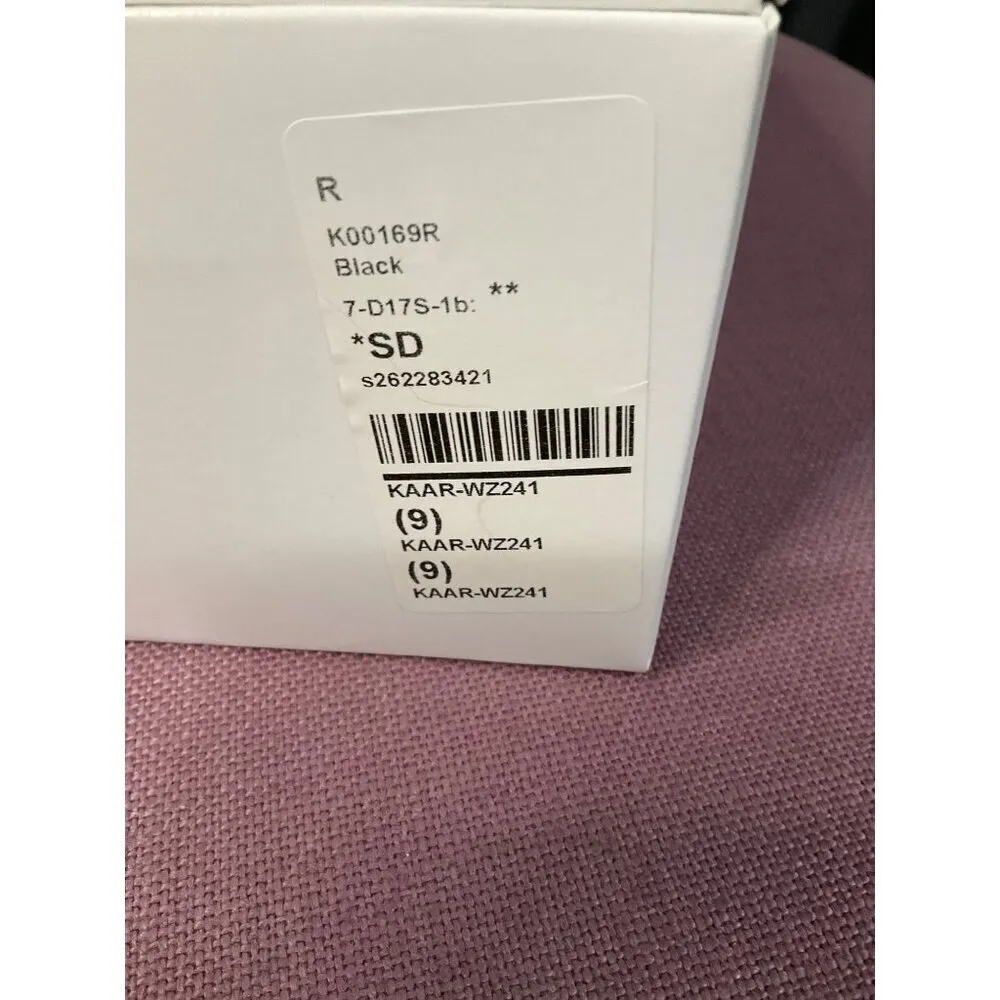 R
K00169R
Black
7-D17S-1b: **
*SD
s262283421
KAAR-WZ241
(9)
KAAR-WZ241
(9)
KAAR-WZ241